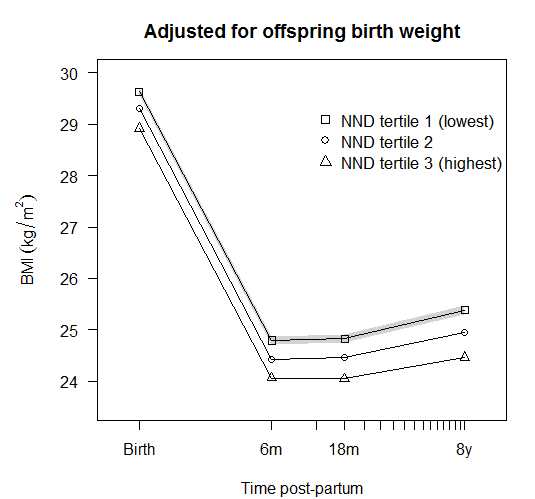 Adjusted for offspring birth weight
30
29
28
27
26
25
24
BMI (kg/m²)
NND tertile 1 (lowest)
NND tertile 2
NND tertile 3 (highest)
Birth 6m 18m 8y
Time post-partum